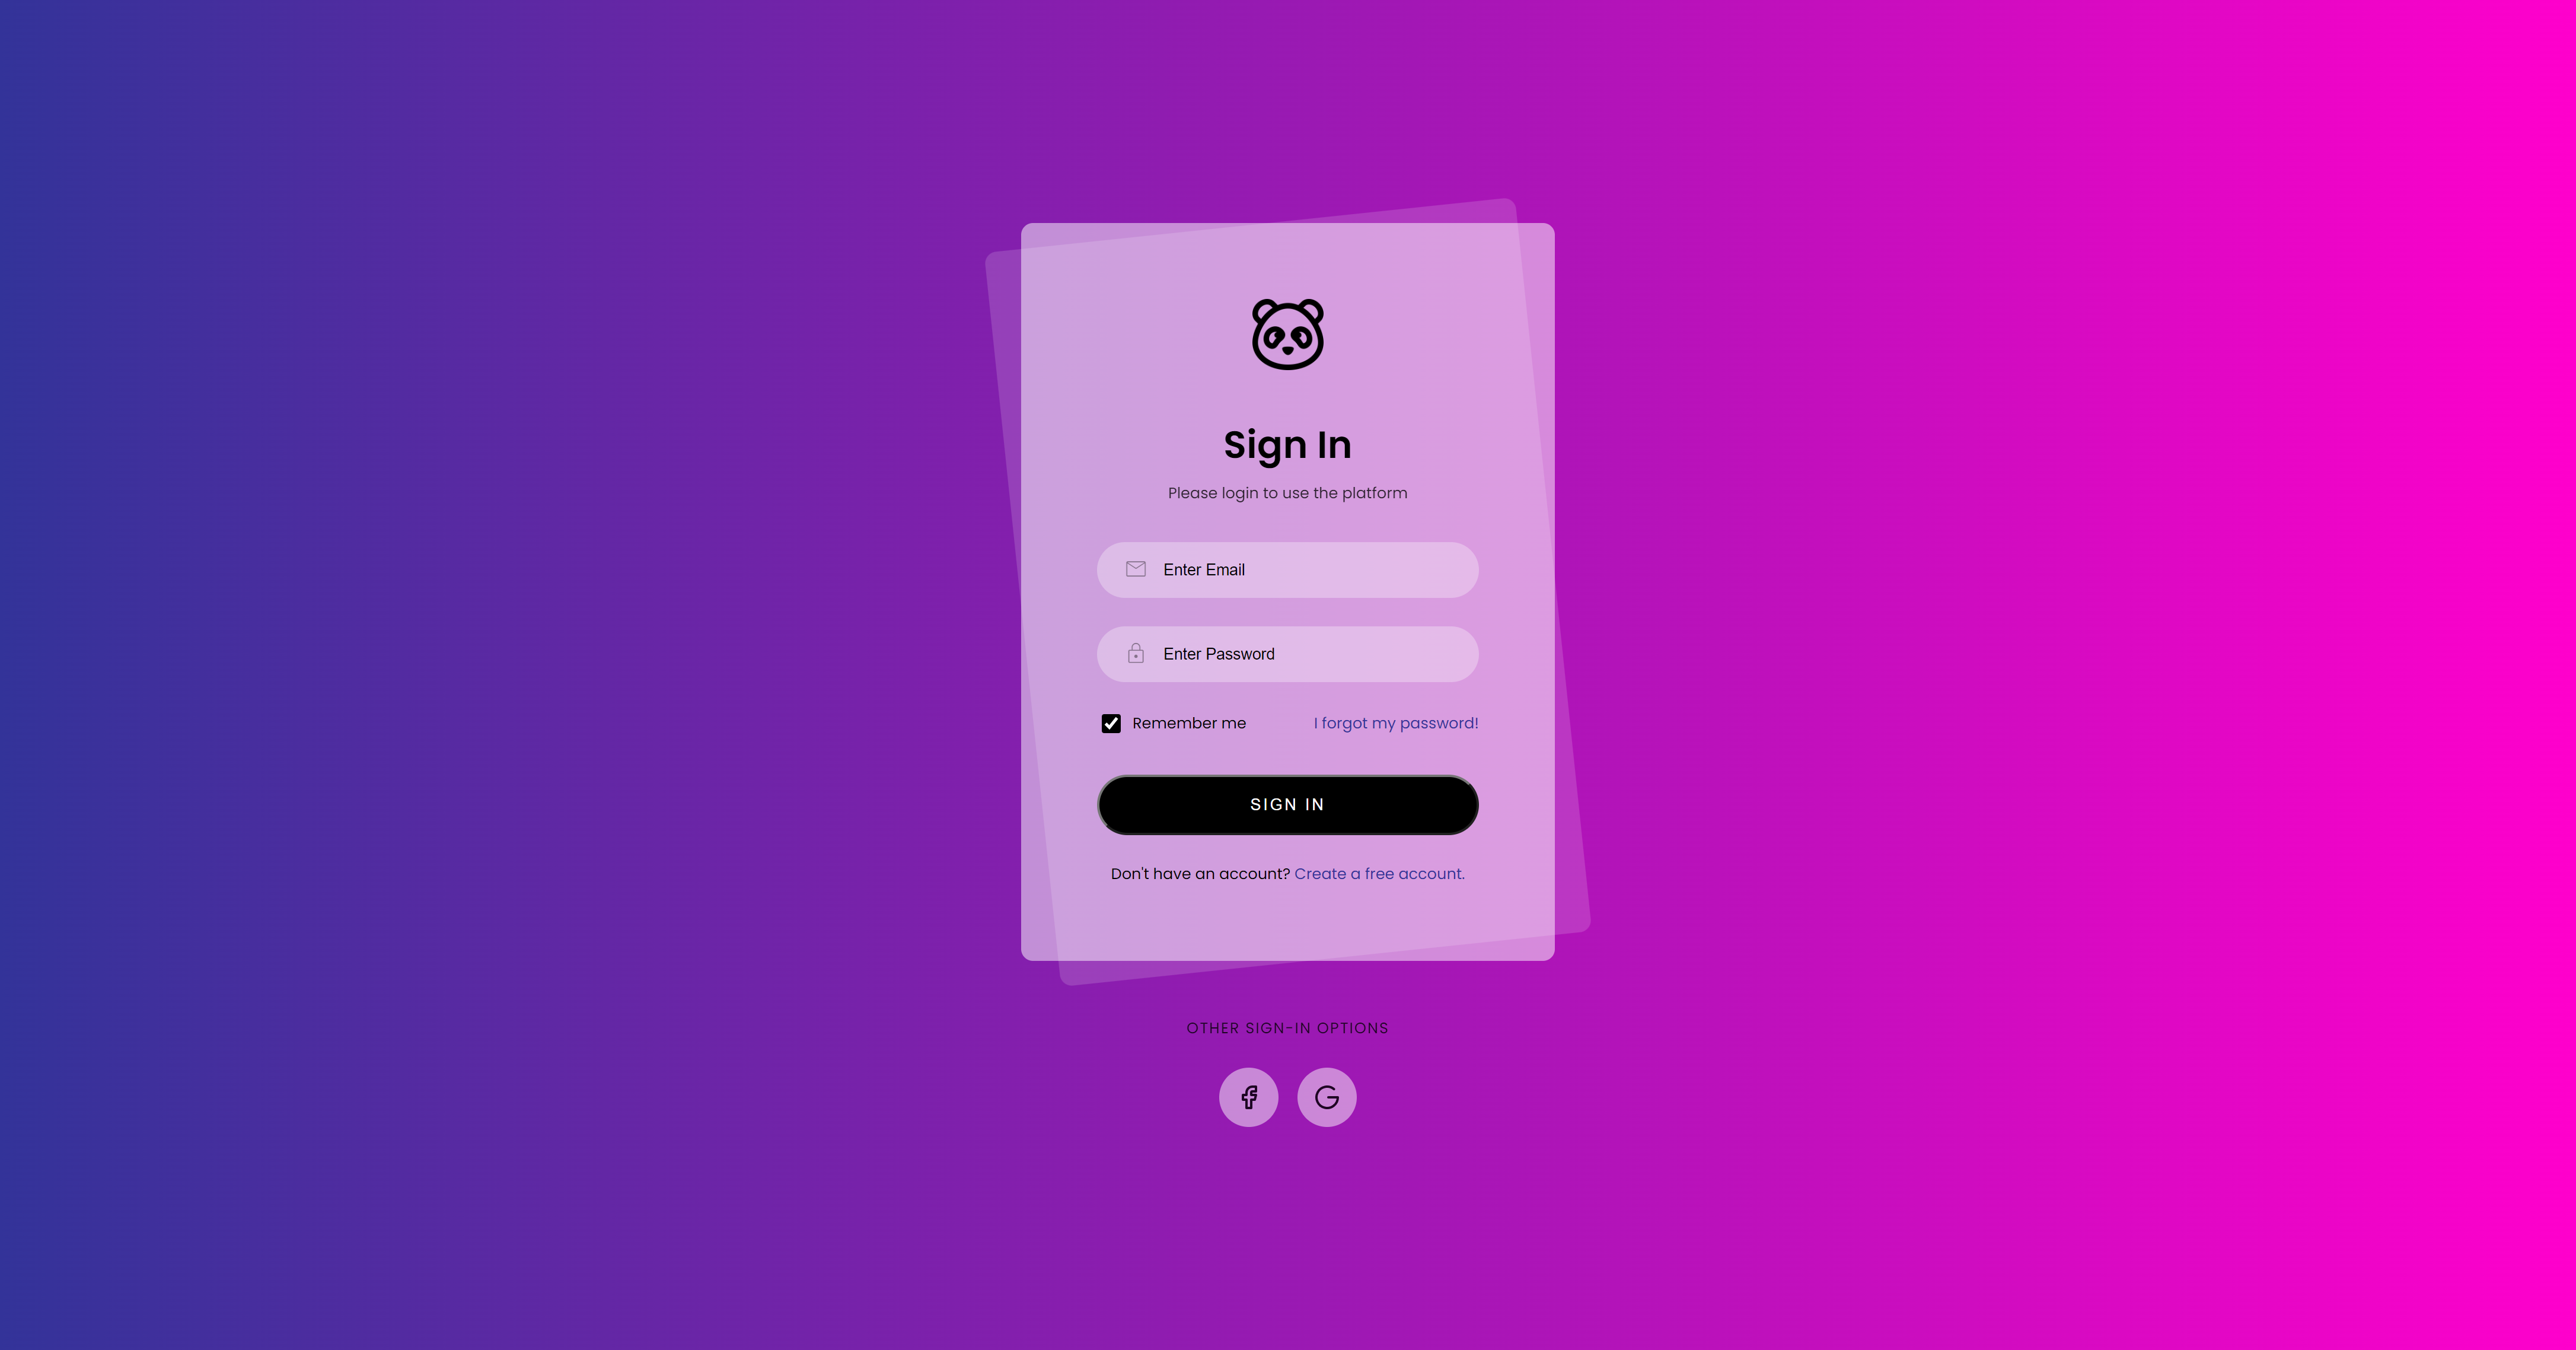 Sign In
Please login to use the platform
Enter Email
Enter Password
Remember me
I forgot my password!
SIGN IN
Don't have an account? Create a free account.
OTHER SIGN-IN OPTIONS